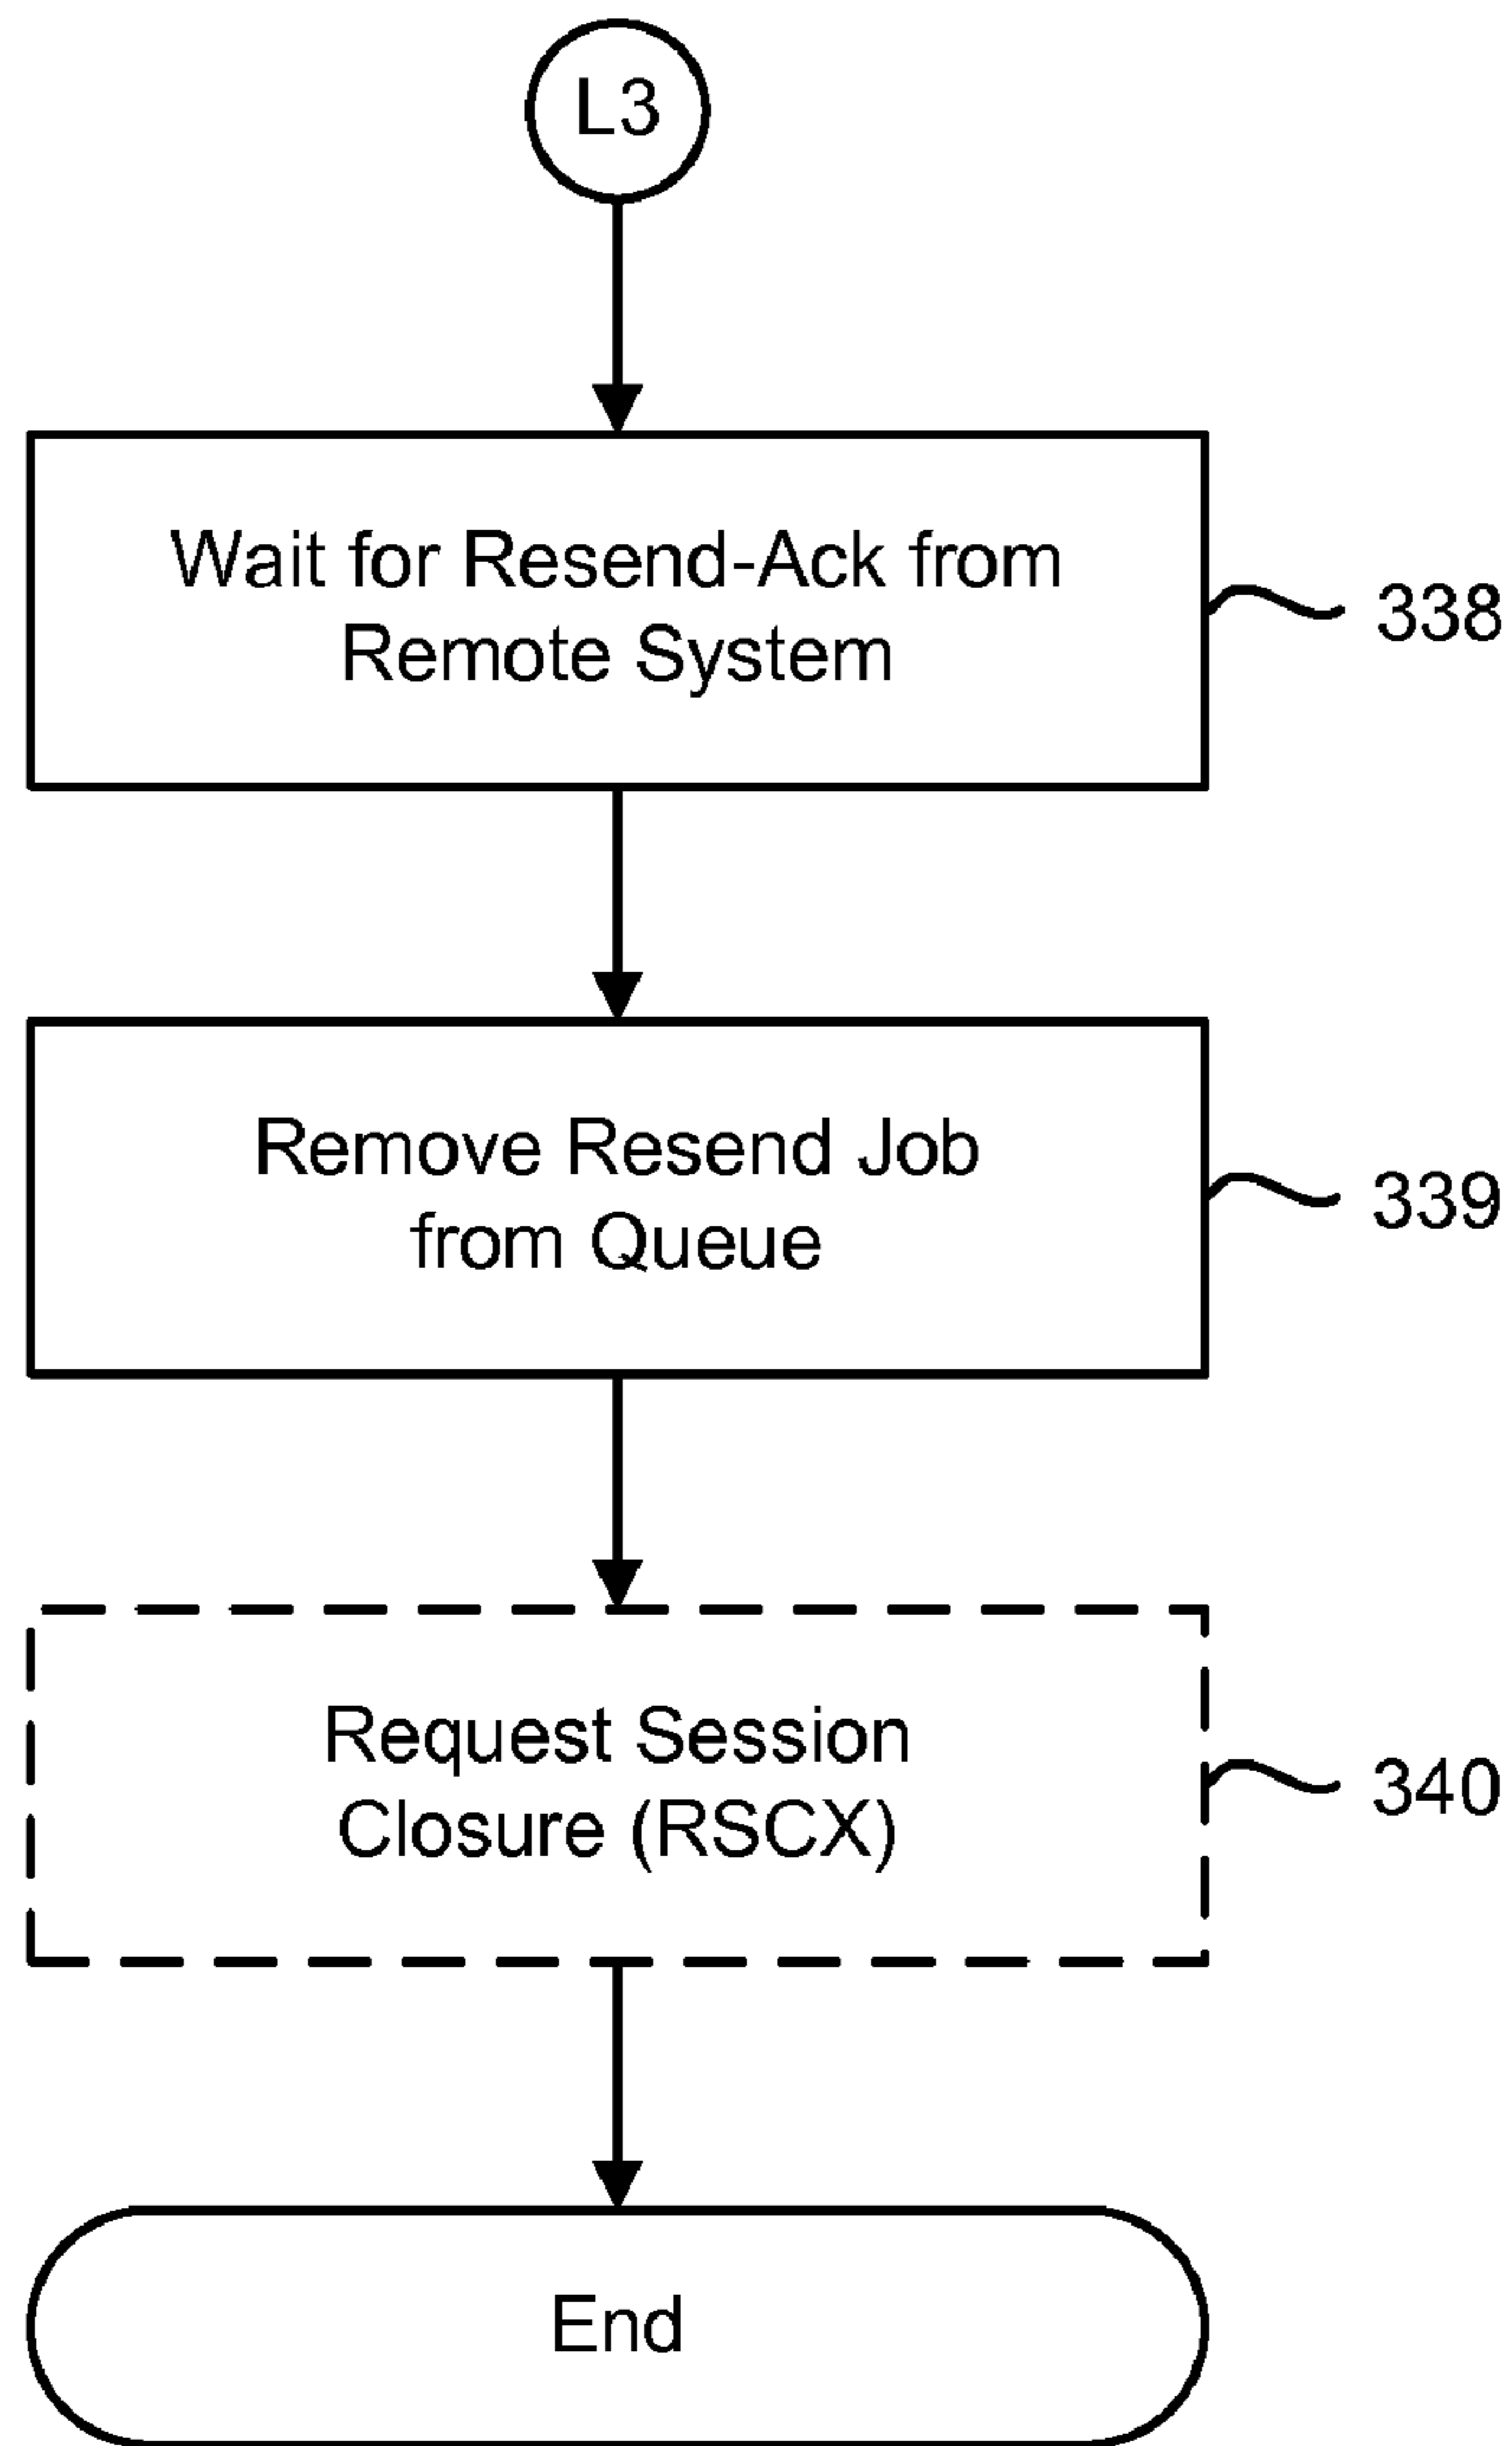 L3
Wait for Resend-Ack from
Remote System
338
Remove Resend Job
from Queue
339
Request Session
Closure (RSCX)
340
End